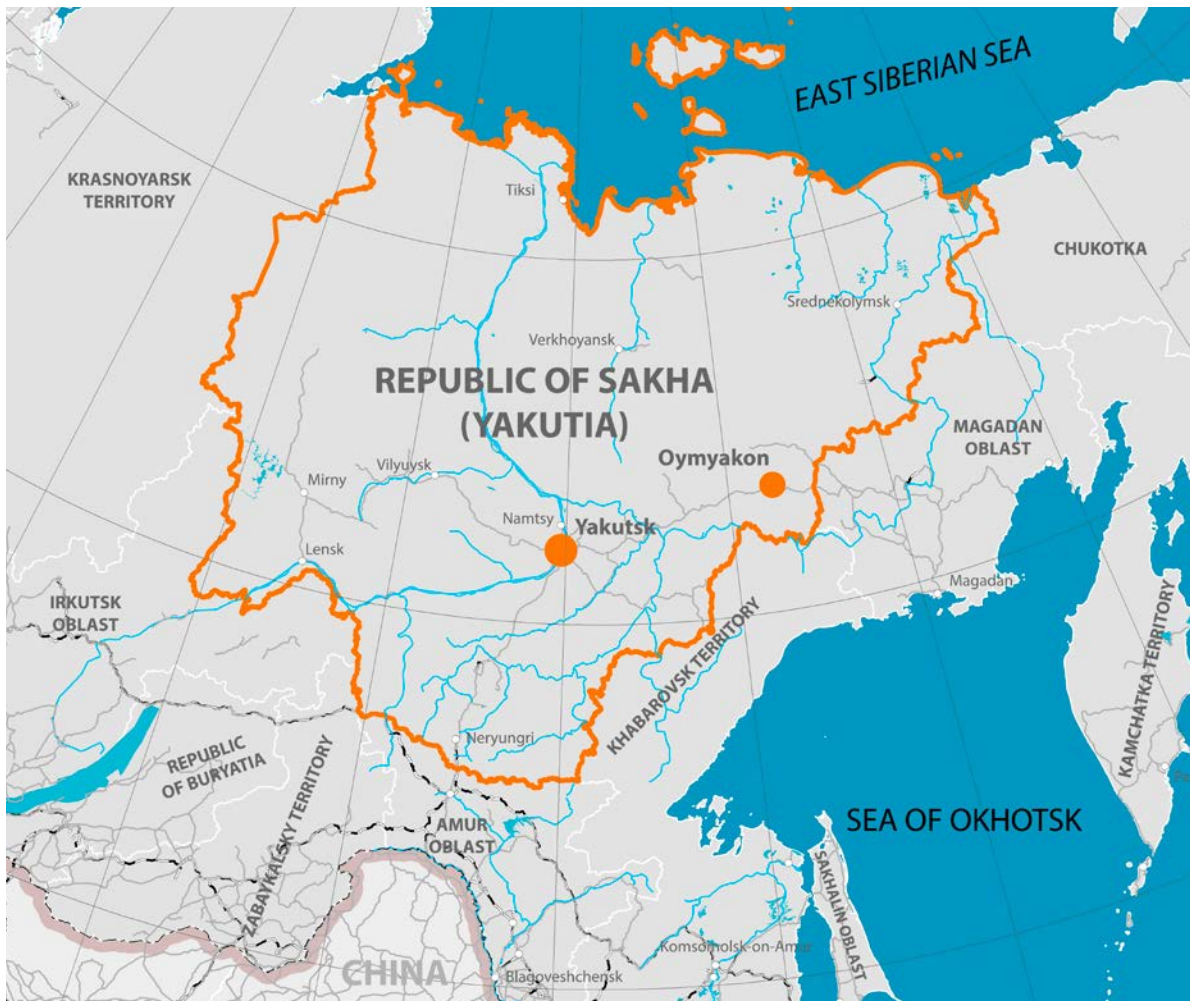 EAST SIBERIAN SEA
KRASNOYARSK
TERRITORY
Tiksi
CHUKOTKA
Srednekolymsk
Verkhoyansk
REPUBLIC OF SAKHA
(YAKUTIA)
MAGADAN
OBLAST
Oymyakon
Vilyuysk
Mirny
Namtsy
Yakutsk
Lensk
Magadan
IRKUTSK
OBLAST
KHABAROVSK TERRITORY
KAMCHATKA TERRITORY
Neryungri
REPUBLIC
OF BURYATIA
ZABAYKALSKY TERRITORY
AMUR
OBLAST
SEA OF OKHOTSK
SAKHALIN OBLAST
Komsomolsk-on-Amur
CHINA
Blagoveshchensk